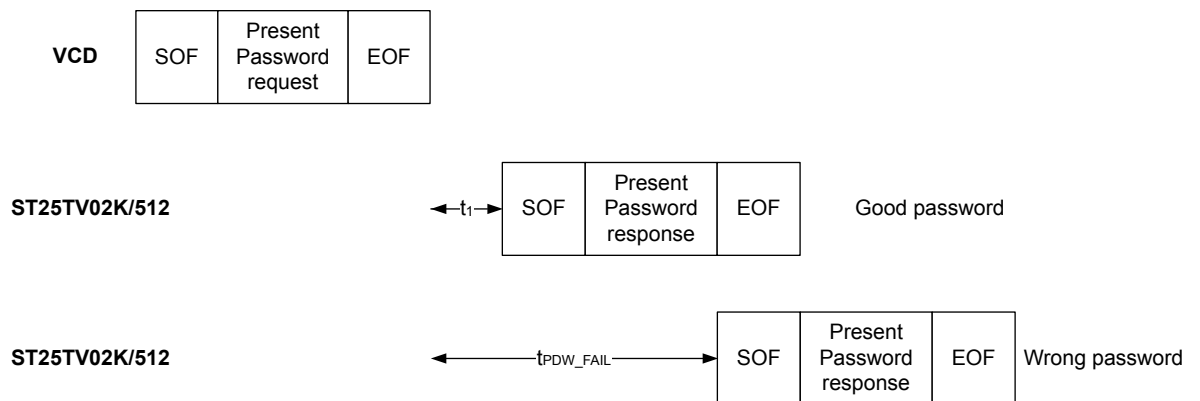 VCD
SOF
Present
Password
request
EOF
ST25TV02K/512
t1
SOF
Present
Password
response
EOF
Good password
ST25TV02K/512
tPDW_FAIL
SOF
Present
Password
response
EOF
Wrong password